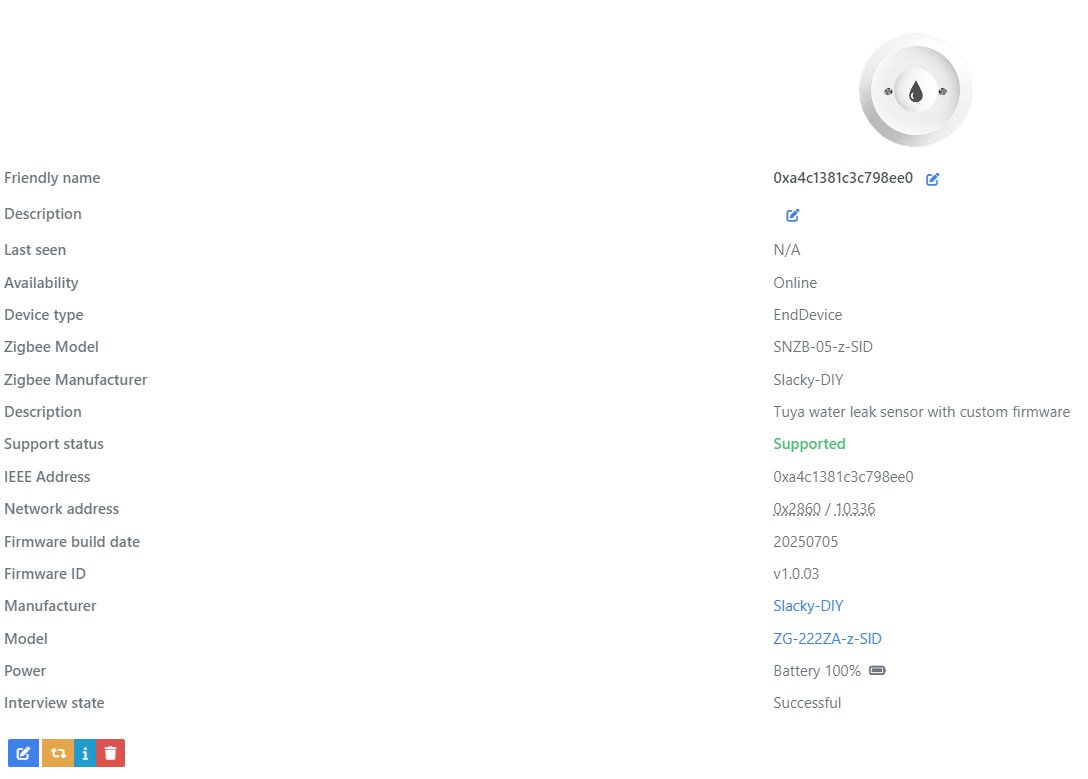 Friendly name 0xa4c1381c3c798ee0
Description
Last seen N/A
Availability Online
Device type EndDevice
Zigbee Model SNZB-05-z-SID
Zigbee Manufacturer Slacky-DIY
Description Tuya water leak sensor with custom firmware
Support status Supported
IEEE Address 0xa4c1381c3c798ee0
Network address 0x2860 / 10336
Firmware build date 20250705
Firmware ID v1.0.03
Manufacturer Slacky-DIY
Model ZG-222ZA-z-SID
Power Battery 100%
Interview state Successful